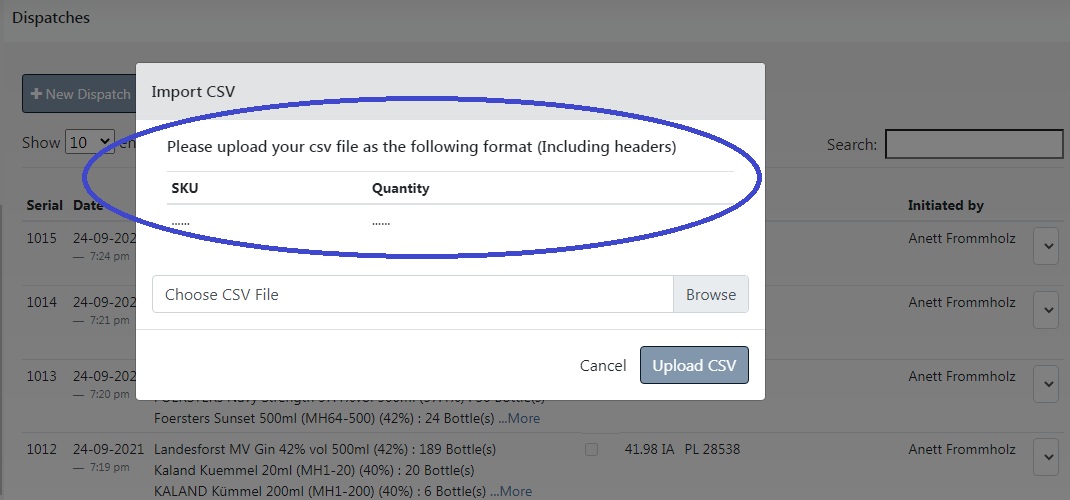 Dispatches
Import CSV
+ New Dispatch
Please upload your csv file as the following format (Including headers)
Show 10 en
Search:
SKU Quantity
...... ......
Serial Date Initiated by
1015 24-09-202 Anett Frommholz
— 7:24 pm
Choose CSV File Browse
1014 24-09-202 Anett Frommholz
— 7:21 pm
Cancel Upload CSV
1013 24-09-202 Anett Frommholz
— 7:20 pm
Foersters Sunset 500ml (MH64-500) (42%) : 24 Bottle(s) ...More
1012 24-09-2021 Landesforst MV Gin 42% vol 500ml (42%) : 189 Bottle(s) 41.98 IA PL 28538 Anett Frommholz
— 7:19 pm
Kaland Kuemmel 20ml (MH1-20) (40%) : 20 Bottle(s)
KALAND Kümmel 200ml (MH1-200) (40%) : 6 Bottle(s) ...More